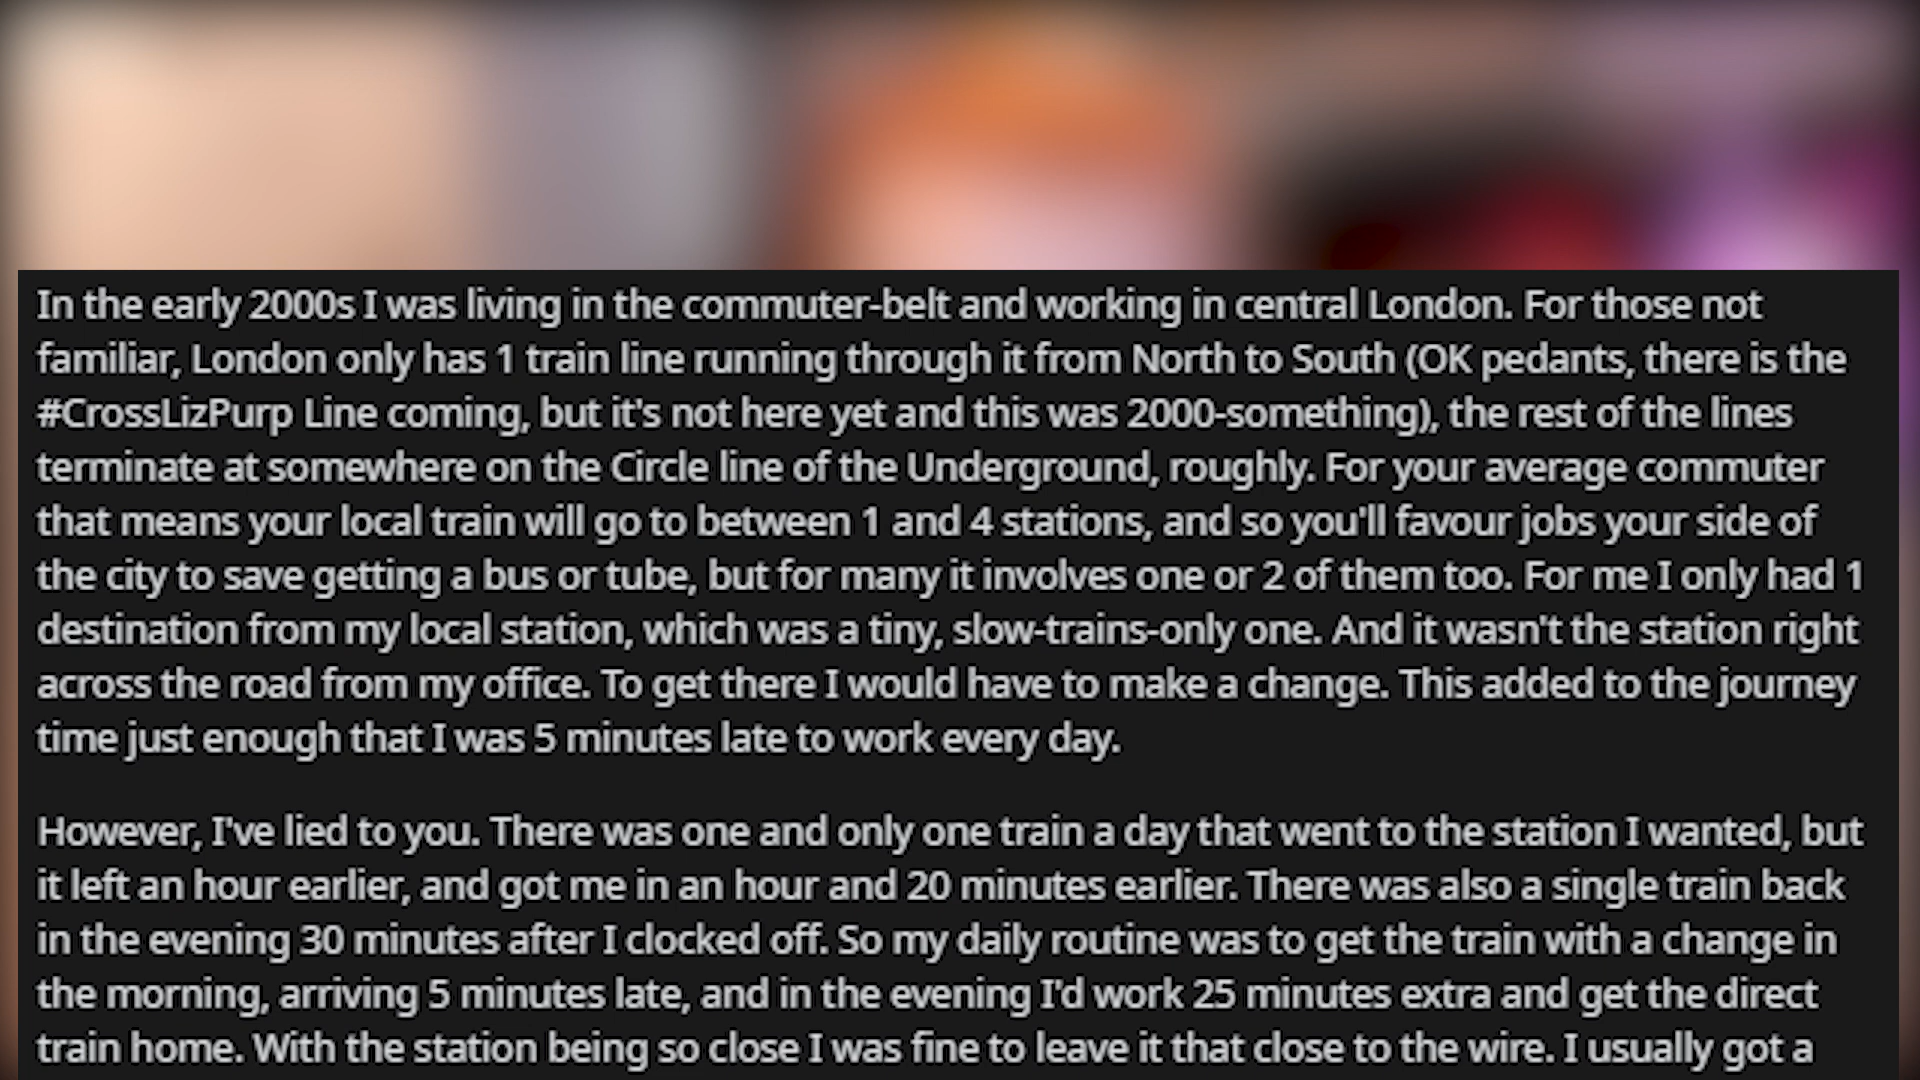 In the early 2000s I was living in the commuter-belt and working in central London. For those not
familiar, London only has 1 train line running through it from North to South (OK pedants, there is the
#CrossLizPurp Line coming, but it's not here yet and this was 2000-something), the rest of the lines
terminate at somewhere on the Circle line of the Underground, roughly. For your average commuter
that means your local train will go to between 1 and 4 stations, and so you'll favour jobs your side of
the city to save getting a bus or tube, but for many it involves one or 2 of them too. For me I only had 1
destination from my local station, which was a tiny, slow-trains-only one. And it wasn't the station right
across the road from my office. To get there I would have to make a change. This added to the journey
time just enough that I was 5 minutes late to work every day.
However, I've lied to you. There was one and only one train a day that went to the station I wanted, but
it left an hour earlier, and got me in an hour and 20 minutes earlier. There was also a single train back
in the evening 30 minutes after I clocked off. So my daily routine was to get the train with a change in
the morning, arriving 5 minutes late, and in the evening I'd work 25 minutes extra and get the direct
train home. With the station being so close I was fine to leave it that close to the wire. I usually got a